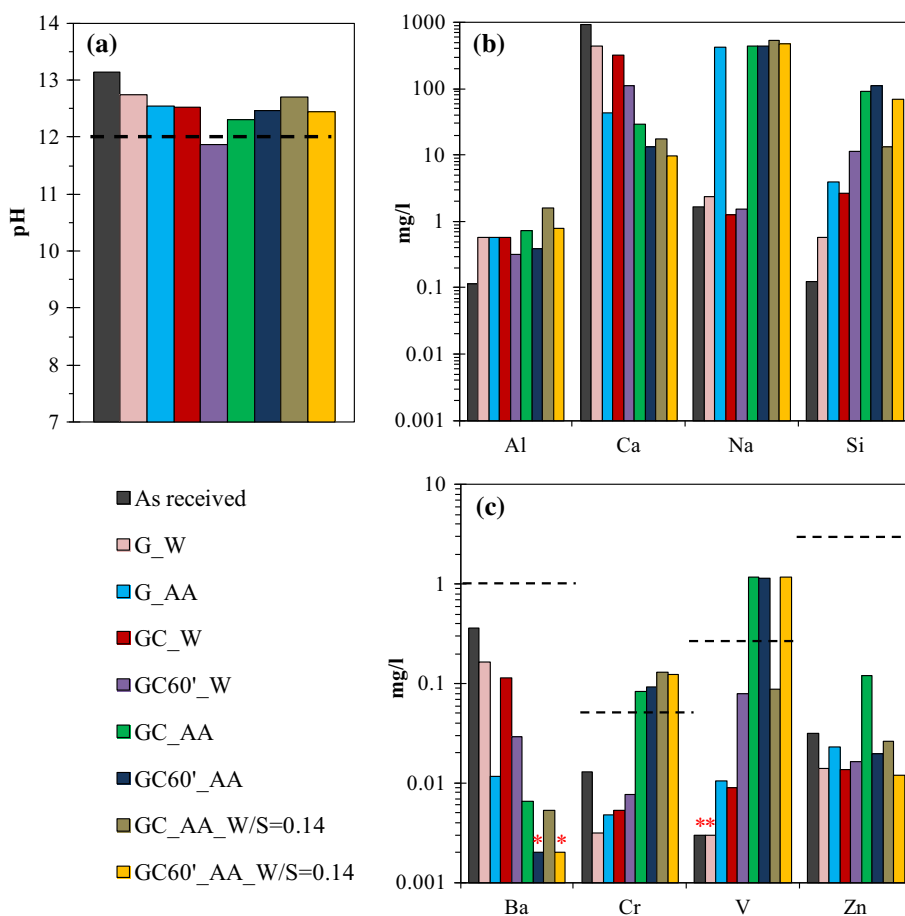 (a)
pH
14
13
12
11
10
9
8
7
(b)
mg/l
1000
100
10
1
0.1
0.01
0.001
Al Ca Na Si
As received
G_W
G_AA
GC_W
GC60'_W
GC_AA
GC60'_AA
GC_AA_W/S=0.14
GC60'_AA_W/S=0.14
(c)
mg/l
10
1
0.1
0.01
0.001
* * **
Ba Cr V Zn